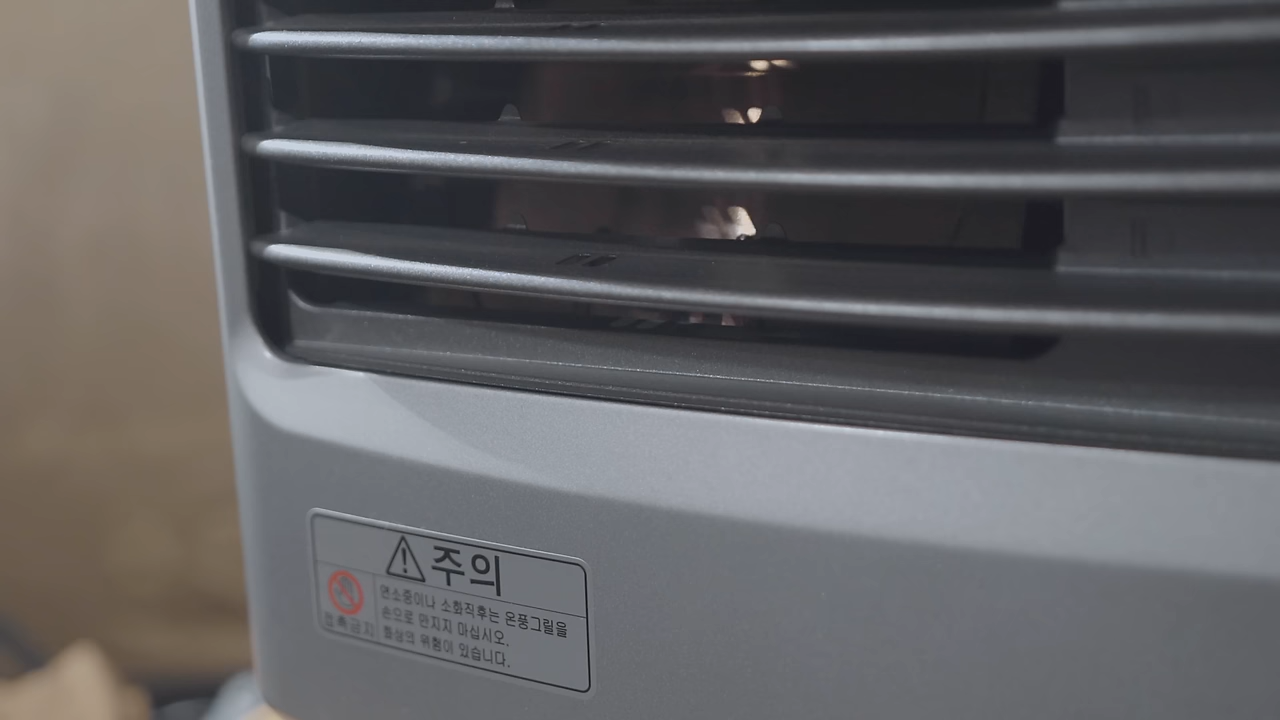 주의
연소중이나 소화직후는 온풍그릴을
손으로 만지지 마십시오.
화상의 위험이 있습니다.
접촉금지